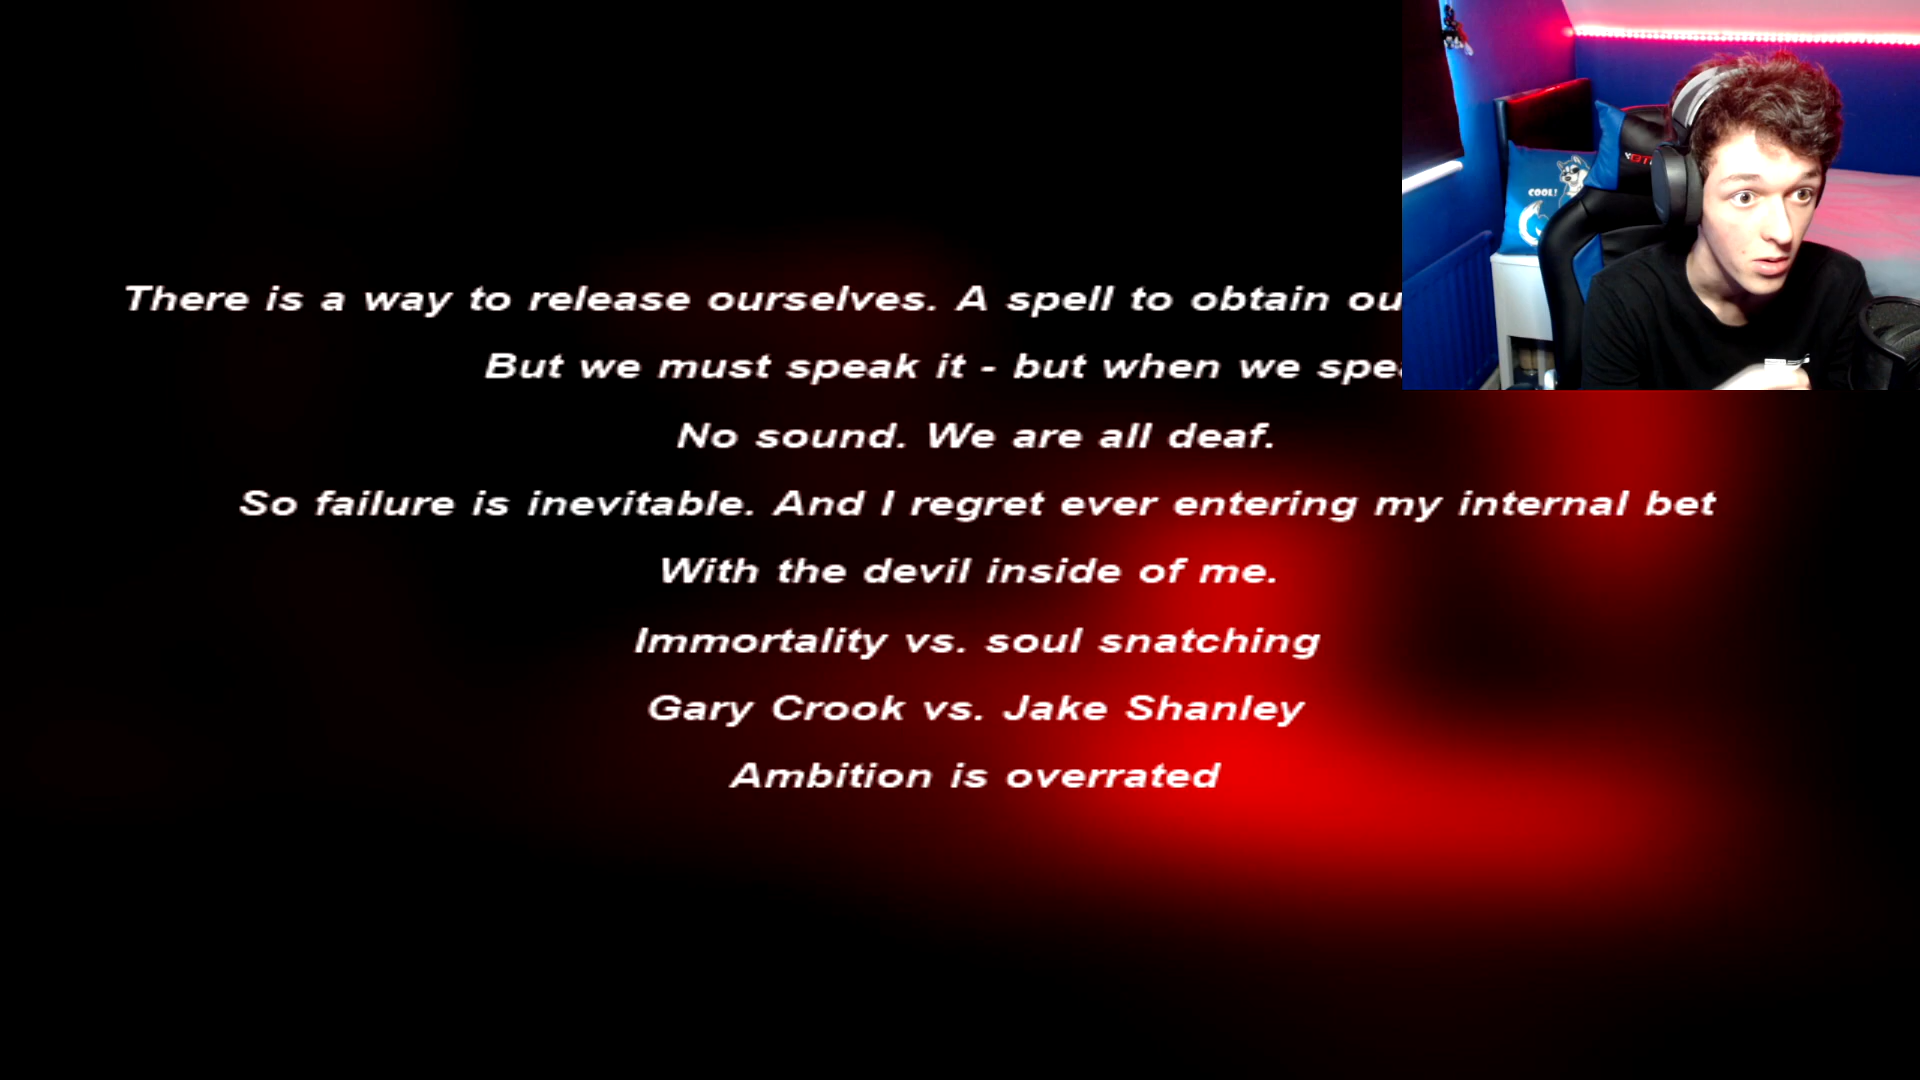 There is a way to release ourselves. A spell to obtain
But we must speak it - but when we
No sound. We are all deaf.
So failure is inevitable. And I regret ever entering my internal bet
With the devil inside of me.
Immortality vs. soul snatching
Gary Crook vs. Jake Shanley
Ambition is overrated
COOL!